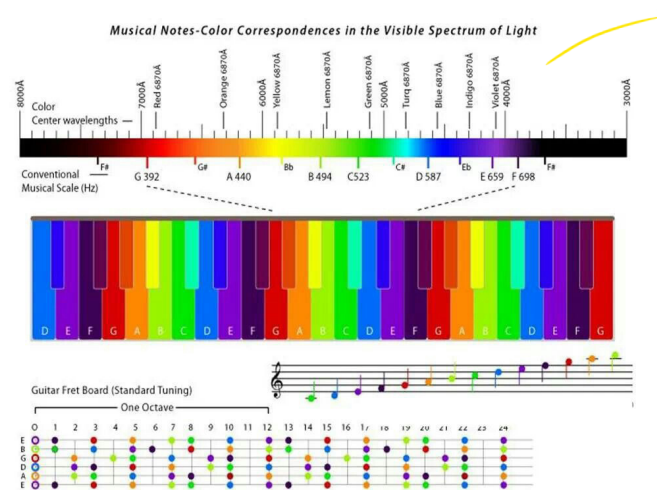 Musical Notes-Color Correspondences in the Visible Spectrum of Light
Color
Center wavelengths
8000Å
7000Å
Red 6870Å
Orange 6870Å
6000Å
Yellow 6870Å
Lemon 6870Å
Green 6870Å
5000Å
Turq 6870Å
Blue 6870Å
Indigo 6870Å
Violet 6870Å
4000Å
3000Å
Conventional
Musical Scale (Hz)
F# G 392 G# A 440 Bb B 494 C523 C# D 587 Eb E 659 F 698 F#
D E F G A B C D E F G A B C D E F G A B C D E F G
Guitar Fret Board (Standard Tuning)
One Octave
0 1 2 3 4 5 6 7 8 9 10 11 12 13 14 15 16 17 18 19 20 21 22 23 24
E
B
G
D
A
E